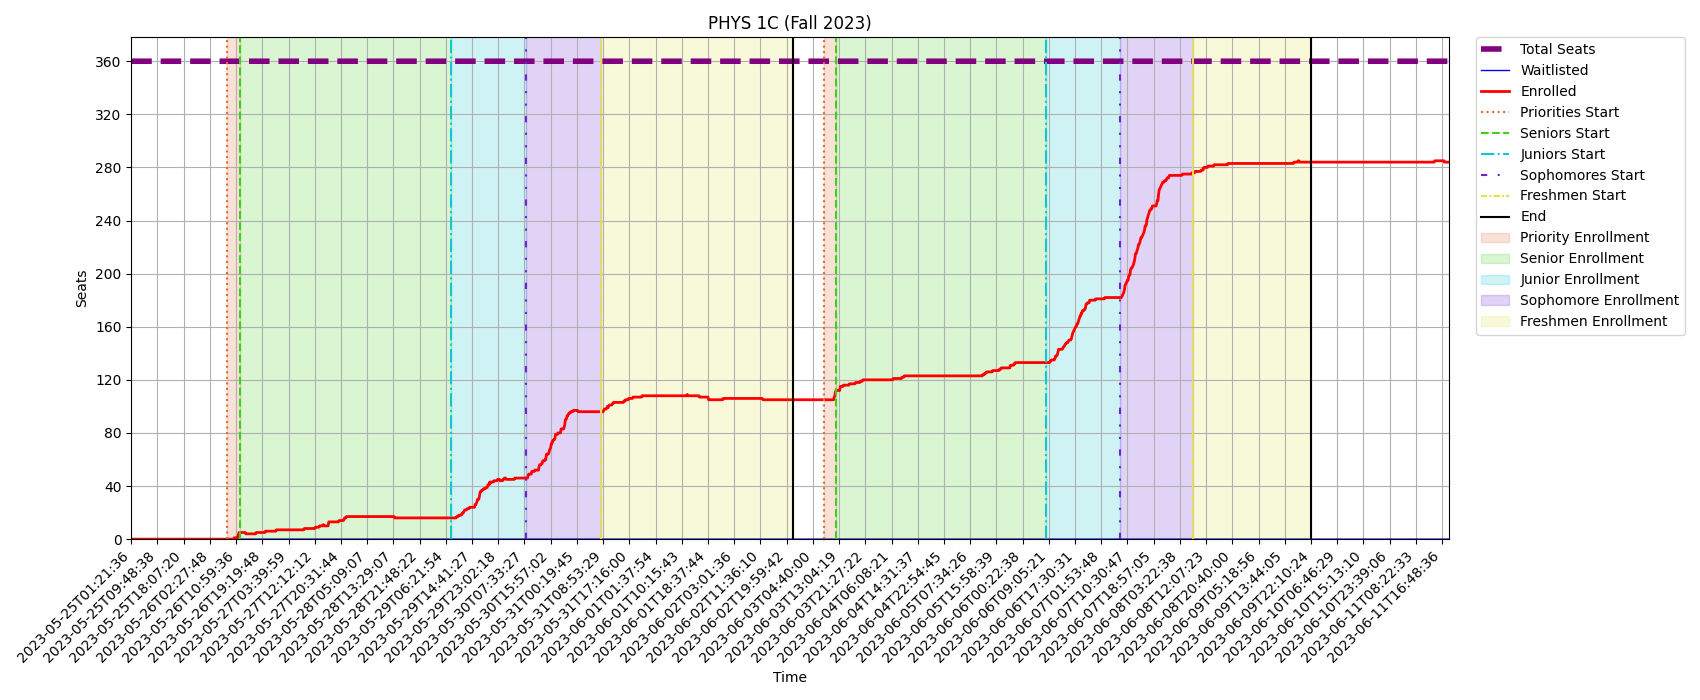 PHYS 1C (Fall 2023)
Seats
360
320
280
240
200
160
120
80
40
0
2023-05-25T01:21:36
2023-05-25T09:48:38
2023-05-25T18:07:20
2023-05-26T02:27:48
2023-05-26T10:59:36
2023-05-26T19:19:48
2023-05-27T03:39:59
2023-05-27T12:12:12
2023-05-27T20:31:44
2023-05-28T05:09:07
2023-05-28T13:29:07
2023-05-28T21:48:22
2023-05-29T06:21:54
2023-05-29T14:41:27
2023-05-29T23:02:18
2023-05-30T07:33:27
2023-05-30T15:57:02
2023-05-31T00:19:45
2023-05-31T08:53:29
2023-05-31T17:16:00
2023-06-01T01:37:54
2023-06-01T10:15:43
2023-06-01T18:37:44
2023-06-02T03:01:36
2023-06-02T11:36:10
2023-06-02T19:59:42
2023-06-03T04:40:00
2023-06-03T13:04:19
2023-06-03T21:27:22
2023-06-04T06:08:21
2023-06-04T14:31:37
2023-06-04T22:54:45
2023-06-05T07:34:26
2023-06-05T15:58:39
2023-06-06T00:22:38
2023-06-06T09:05:21
2023-06-06T17:30:31
2023-06-07T01:53:48
2023-06-07T10:30:47
2023-06-07T18:57:05
2023-06-08T03:22:38
2023-06-08T12:07:23
2023-06-08T20:40:00
2023-06-09T05:18:56
2023-06-09T13:44:05
2023-06-09T22:10:24
2023-06-10T06:46:29
2023-06-10T15:13:10
2023-06-10T23:39:06
2023-06-11T08:22:33
2023-06-11T16:48:36
Time
Total Seats
Waitlisted
Enrolled
Priorities Start
Seniors Start
Juniors Start
Sophomores Start
Freshmen Start
End
Priority Enrollment
Senior Enrollment
Junior Enrollment
Sophomore Enrollment
Freshmen Enrollment